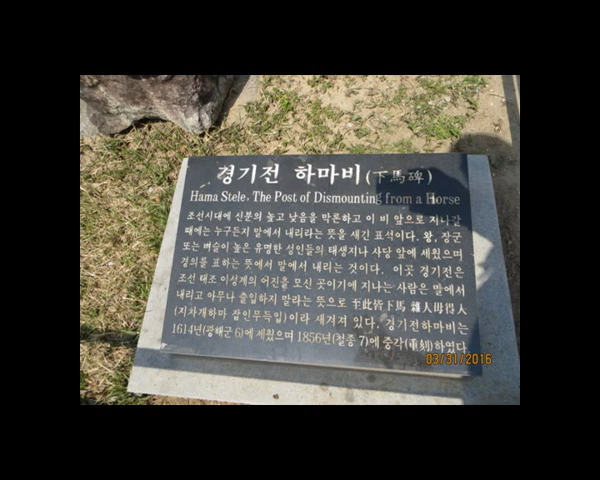 경기전 하마비(下馬碑)
Hama Stele, The Post of Dismounting from a Horse
조선시대에 신분의 높고 낮음을 막론하고 이 비 앞으로 지나갈
때에는 누구든지 말에서 내리라는 뜻을 새긴 표석이다. 왕, 장군
또는 벼슬이 높은 유명한 성인들의 태생지나 사당 앞에 세웠으며
경의를 표하는 뜻에서 말에서 내리는 것이다. 이곳 경기전은
조선 태조 이성계의 어진을 모신 곳이기에 지나는 사람은 말에서
내리고 아무나 출입하지 말라는 뜻으로 至此皆下馬 雜人毋得入
(지차개하마 잡인무득입)이라 새겨져 있다. 경기전하마비는
1614년(광해군 6)에 세웠으며 1856년(철종 7)에 중각(重刻)하였다
03/31/2016